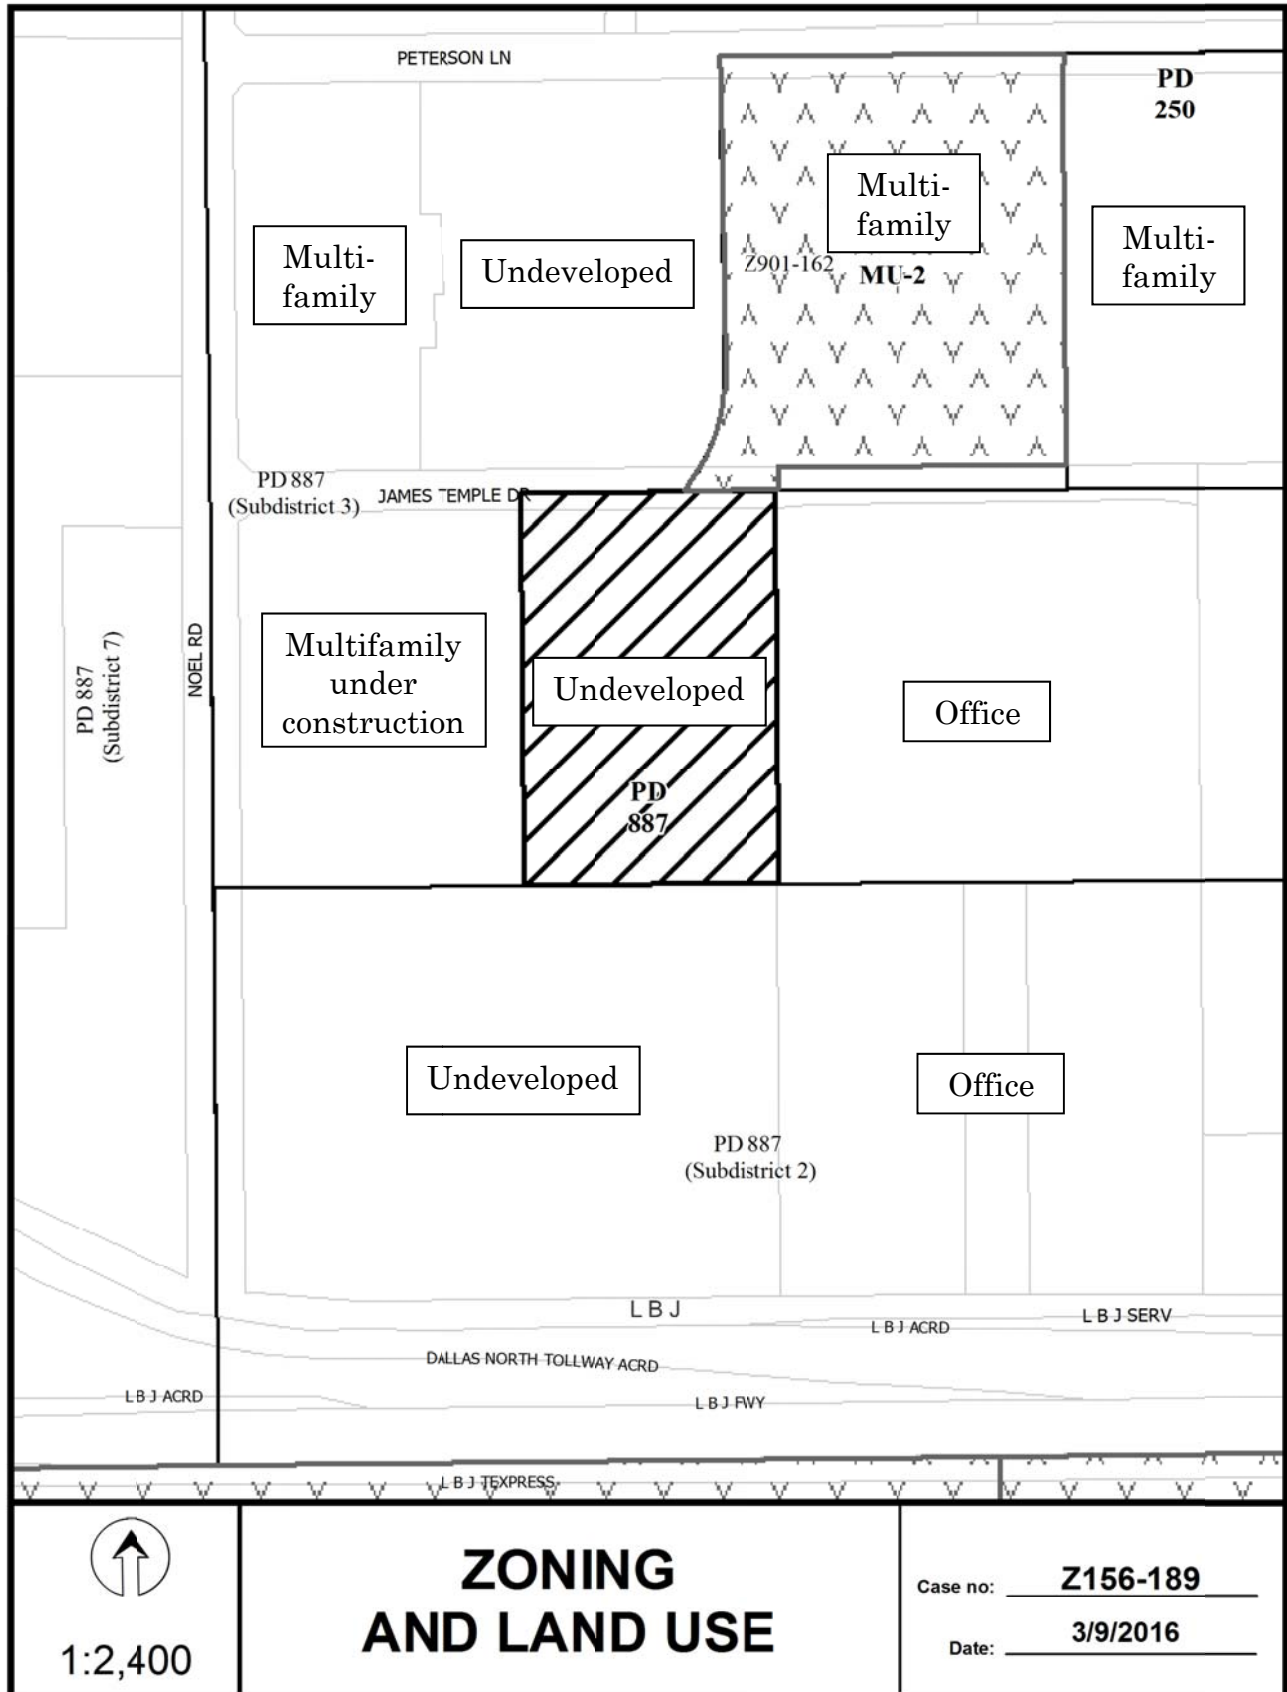 PETERSON LN
PD
250
Multi-
family
Multi-
family
Undeveloped
Multi-
family
Z901-162
MU-2
PD 887
(Subdistrict 3)
JAMES TEMPLE DR
PD 887
(Subdistrict 7)
NOEL RD
Multifamily
under
construction
Undeveloped
Office
PD
887
Undeveloped
Office
PD 887
(Subdistrict 2)
L B J
L B J ACRD
L B J SERV
DALLAS NORTH TOLLWAY ACRD
L B J ACRD
L B J FWY
L B J TEXPRESS
1:2,400
ZONING
AND LAND USE
Case no: Z156-189
Date: 3/9/2016